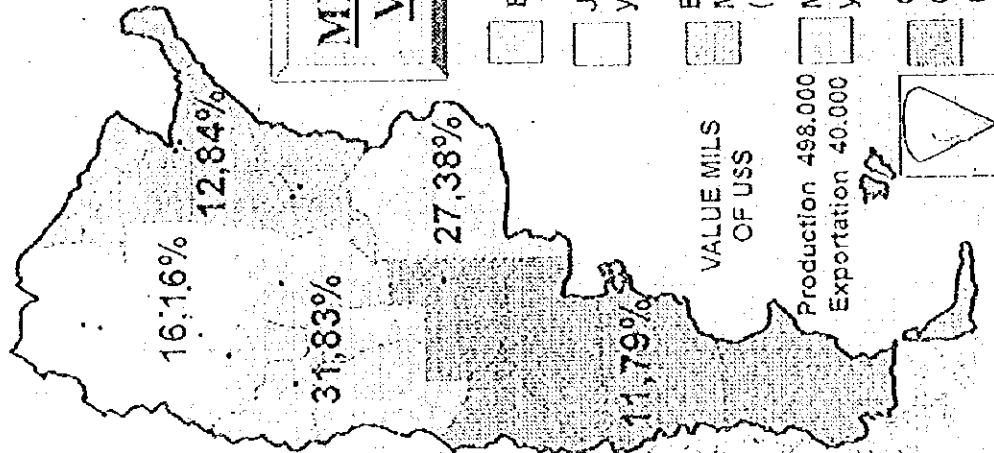 16.16%
12,84%
31,83%
27,38%
11,79%
VALUE MILS
OF USS
Production 498.000
Exportation 40.000
M
V
E
J
y
E
M
(
M
y